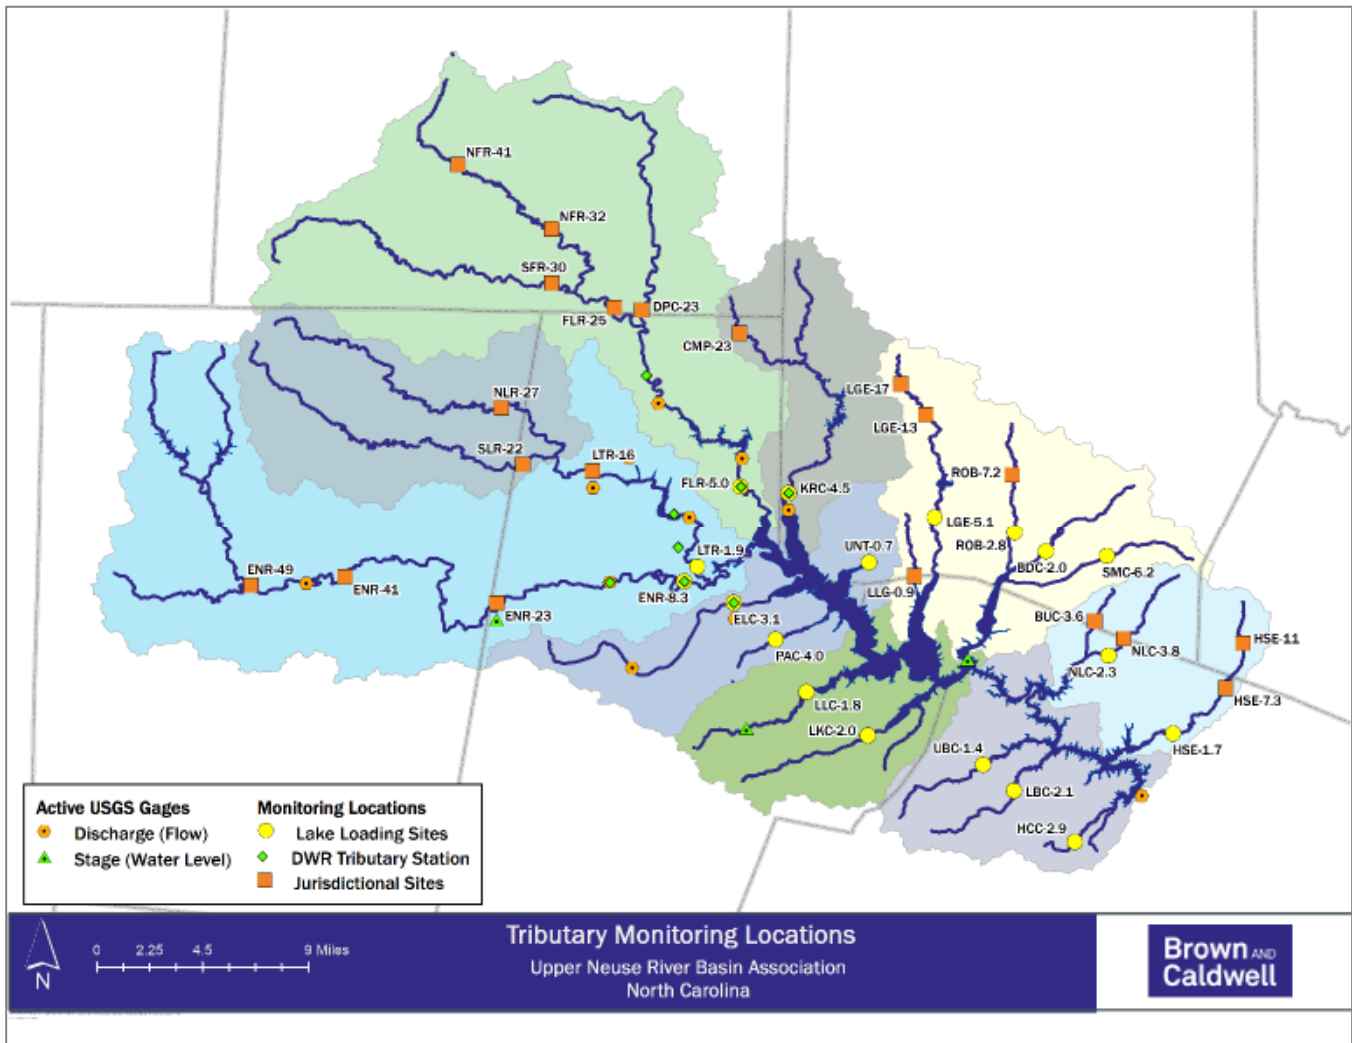 NFR-41
NFR-32
SFR-30
FLR-25
DPC-23
CMP-23
NLR-27
LGE-17
LGE-13
SLR-22
LTR-16
ROB-7.2
FLR-5.0
KRC-4.5
LGE-5.1
ROB-2.8
UNT-0.7
LTR-1.9
BDC-2.0
SMC-6.2
ENR-49
ENR-41
ENR-8.3
LLG-0.9
ENR-23
ELC-3.1
BUC-3.6
HSE-11
PAC-4.0
NLC-3.8
NLC-2.3
HSE-7.3
LLC-1.8
LKC-2.0
UBC-1.4
HSE-1.7
LBC-2.1
HCC-2.9
Active USGS Gages
Discharge (Flow)
Stage (Water Level)
Monitoring Locations
Lake Loading Sites
DWR Tributary Station
Jurisdictional Sites
N
0 2.25 4.5 9 Miles
Tributary Monitoring Locations
Upper Neuse River Basin Association
North Carolina
Brown AND
Caldwell